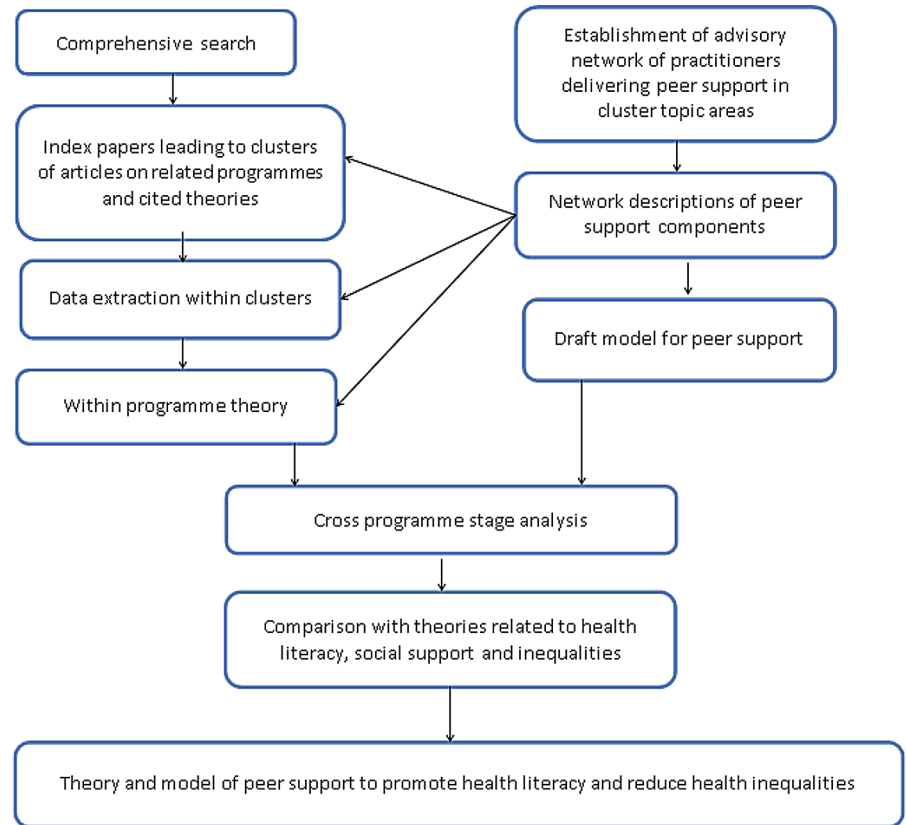 Comprehensive search
Establishment of advisory
network of practitioners
delivering peer support in
cluster topic areas
Index papers leading to clusters
of articles on related programmes
and cited theories
Network descriptions of peer
support components
Data extraction within clusters
Draft model for peer support
Within programme theory
Cross programme stage analysis
Comparison with theories related to health
literacy, social support and inequalities
Theory and model of peer support to promote health literacy and reduce health inequalities